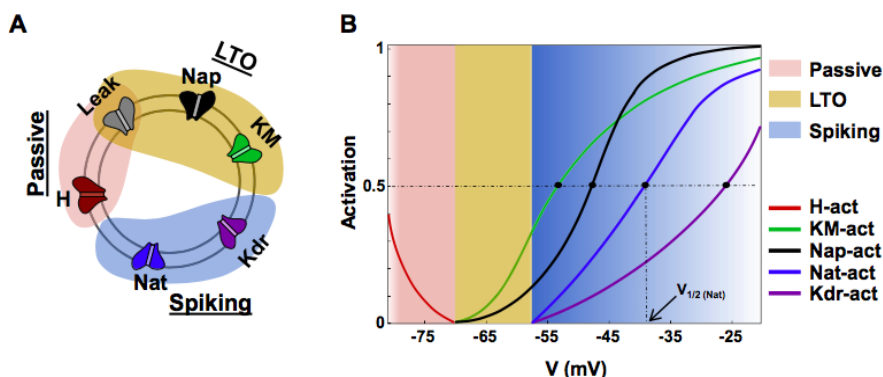 A
LTO
Nap
Leak
KM
Passive
H
Nat
Kdr
Spiking
B
1
0.5
0
Activation
-75
-65
-55
-45
-35
-25
V (mV)
V1/2 (Nat)
Passive
LTO
Spiking
H-act
KM-act
Nap-act
Nat-act
Kdr-act